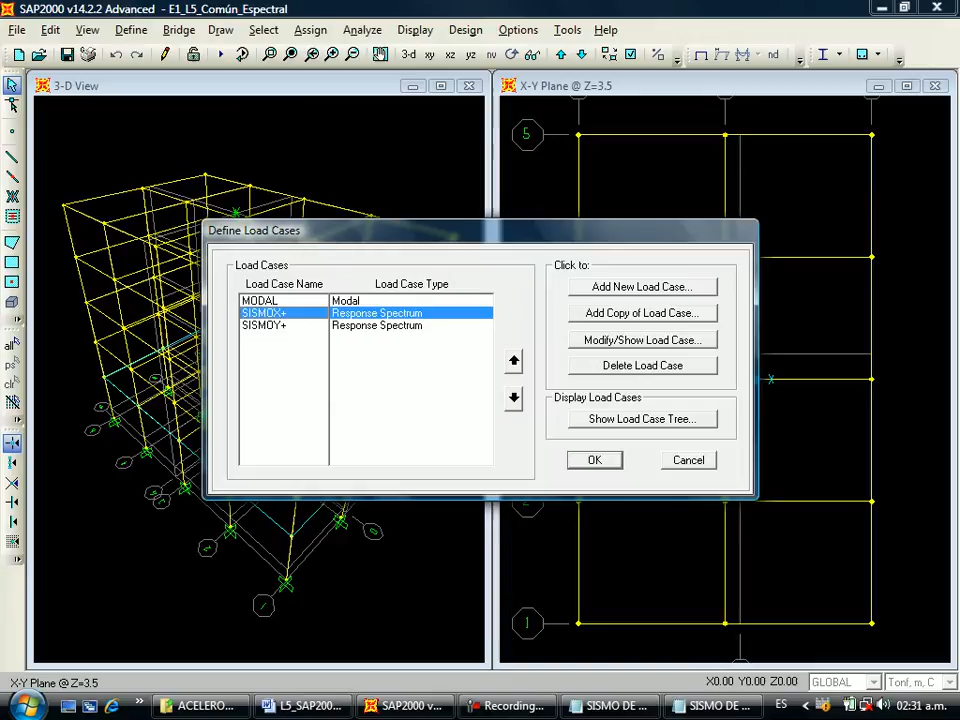 SAP2000 v14.2.2 Advanced - E1_L5_Común_Espectral
File Edit View Define Bridge Draw Select Assign Analyze Display Design Options Tools Help
3-d xy xz yz nv nd
3-D View
X-Y Plane @ Z=3.5
5
Define Load Cases
Load Cases
Click to:
Load Case Name Load Case Type
MODAL Modal
SISMOX+ Response Spectrum
SISMOY+ Response Spectrum
Add New Load Case...
Add Copy of Load Case...
Modify/Show Load Case...
Delete Load Case
Display Load Cases
Show Load Case Tree...
OK Cancel
all
ps
clr
X
1
X-Y Plane @ Z=3.5
X0.00 Y0.00 Z0.00
GLOBAL
Tonf, m, C
ACELERO...
L5_SAP200...
SAP2000 v...
Recording...
SISMO DE ...
SISMO DE ...
ES
02:31 a.m.